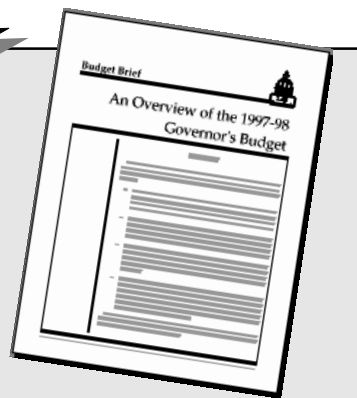 Budget Brief
An Overview of the 1997-98
Governor's Budget